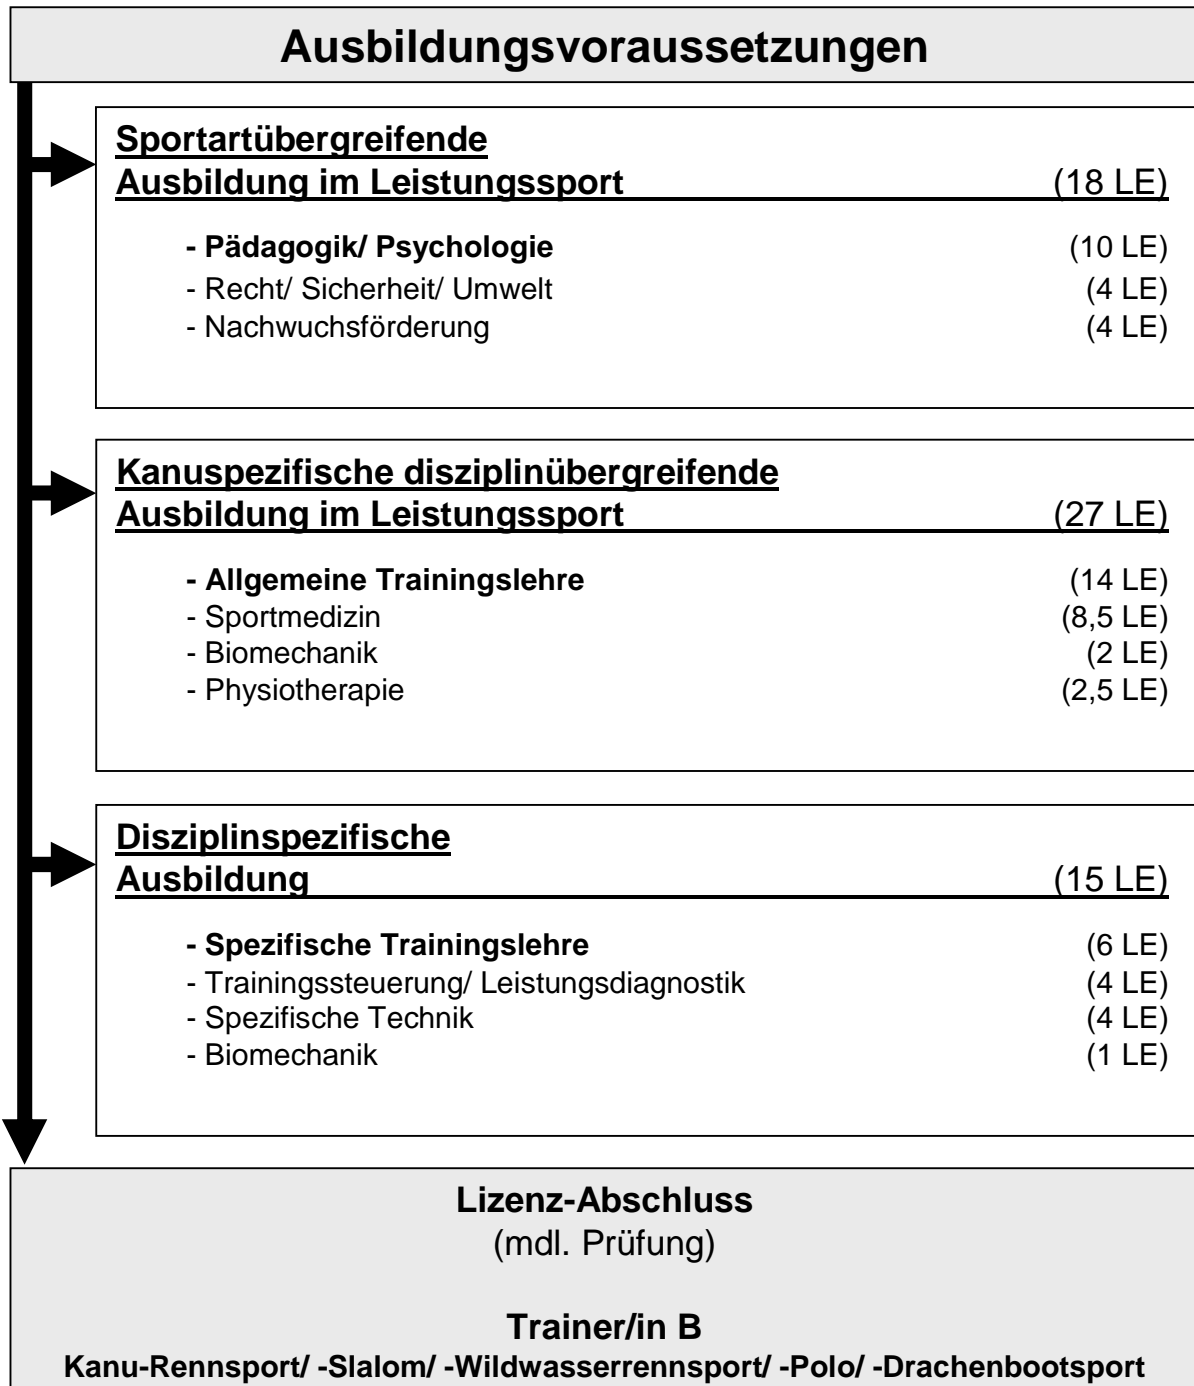 Ausbildungsvoraussetzungen
Sportartübergreifende
Ausbildung im Leistungssport (18 LE)
- Pädagogik/ Psychologie (10 LE)
- Recht/ Sicherheit/ Umwelt (4 LE)
- Nachwuchsförderung (4 LE)
Kanuspezifische disziplinübergreifende
Ausbildung im Leistungssport (27 LE)
- Allgemeine Trainingslehre (14 LE)
- Sportmedizin (8,5 LE)
- Biomechanik (2 LE)
- Physiotherapie (2,5 LE)
Disziplinspezifische
Ausbildung (15 LE)
- Spezifische Trainingslehre (6 LE)
- Trainingssteuerung/ Leistungsdiagnostik (4 LE)
- Spezifische Technik (4 LE)
- Biomechanik (1 LE)
Lizenz-Abschluss
(mdl. Prüfung)
Trainer/in B
Kanu-Rennsport/ -Slalom/ -Wildwasserrennsport/ -Polo/ -Drachenbootsport